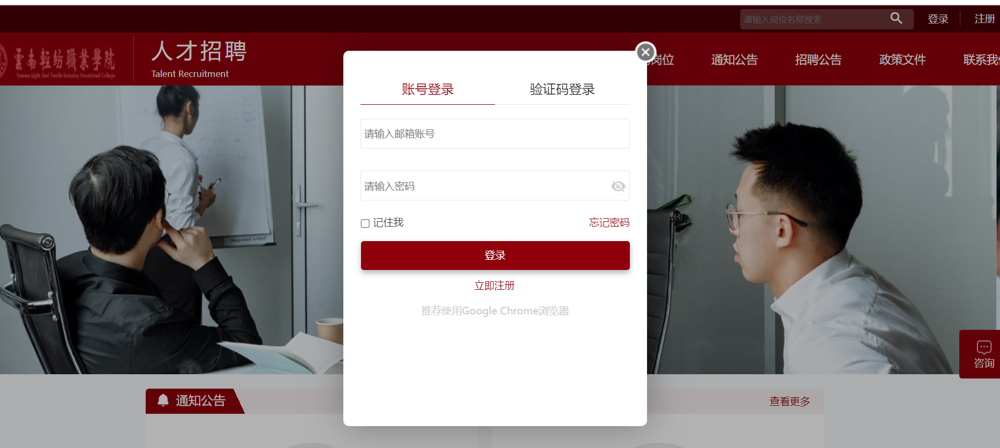 请输入岗位名称搜索
登录
注册
雲南輕紡職業學院
Yunnan Light And Textile Industry Vocational College
人才招聘
Talent Recruitment
岗位
通知公告
招聘公告
政策文件
联系我
账号登录
验证码登录
请输入邮箱账号
请输入密码
记住我
忘记密码
登录
立即注册
推荐使用Google Chrome浏览器
咨询
通知公告
查看更多